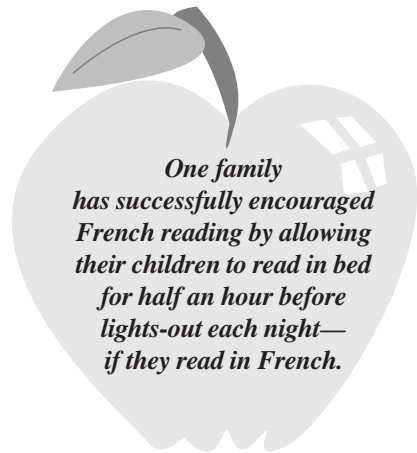 One family
has successfully encouraged
French reading by allowing
their children to read in bed
for half an hour before
lights-out each night—
if they read in French.